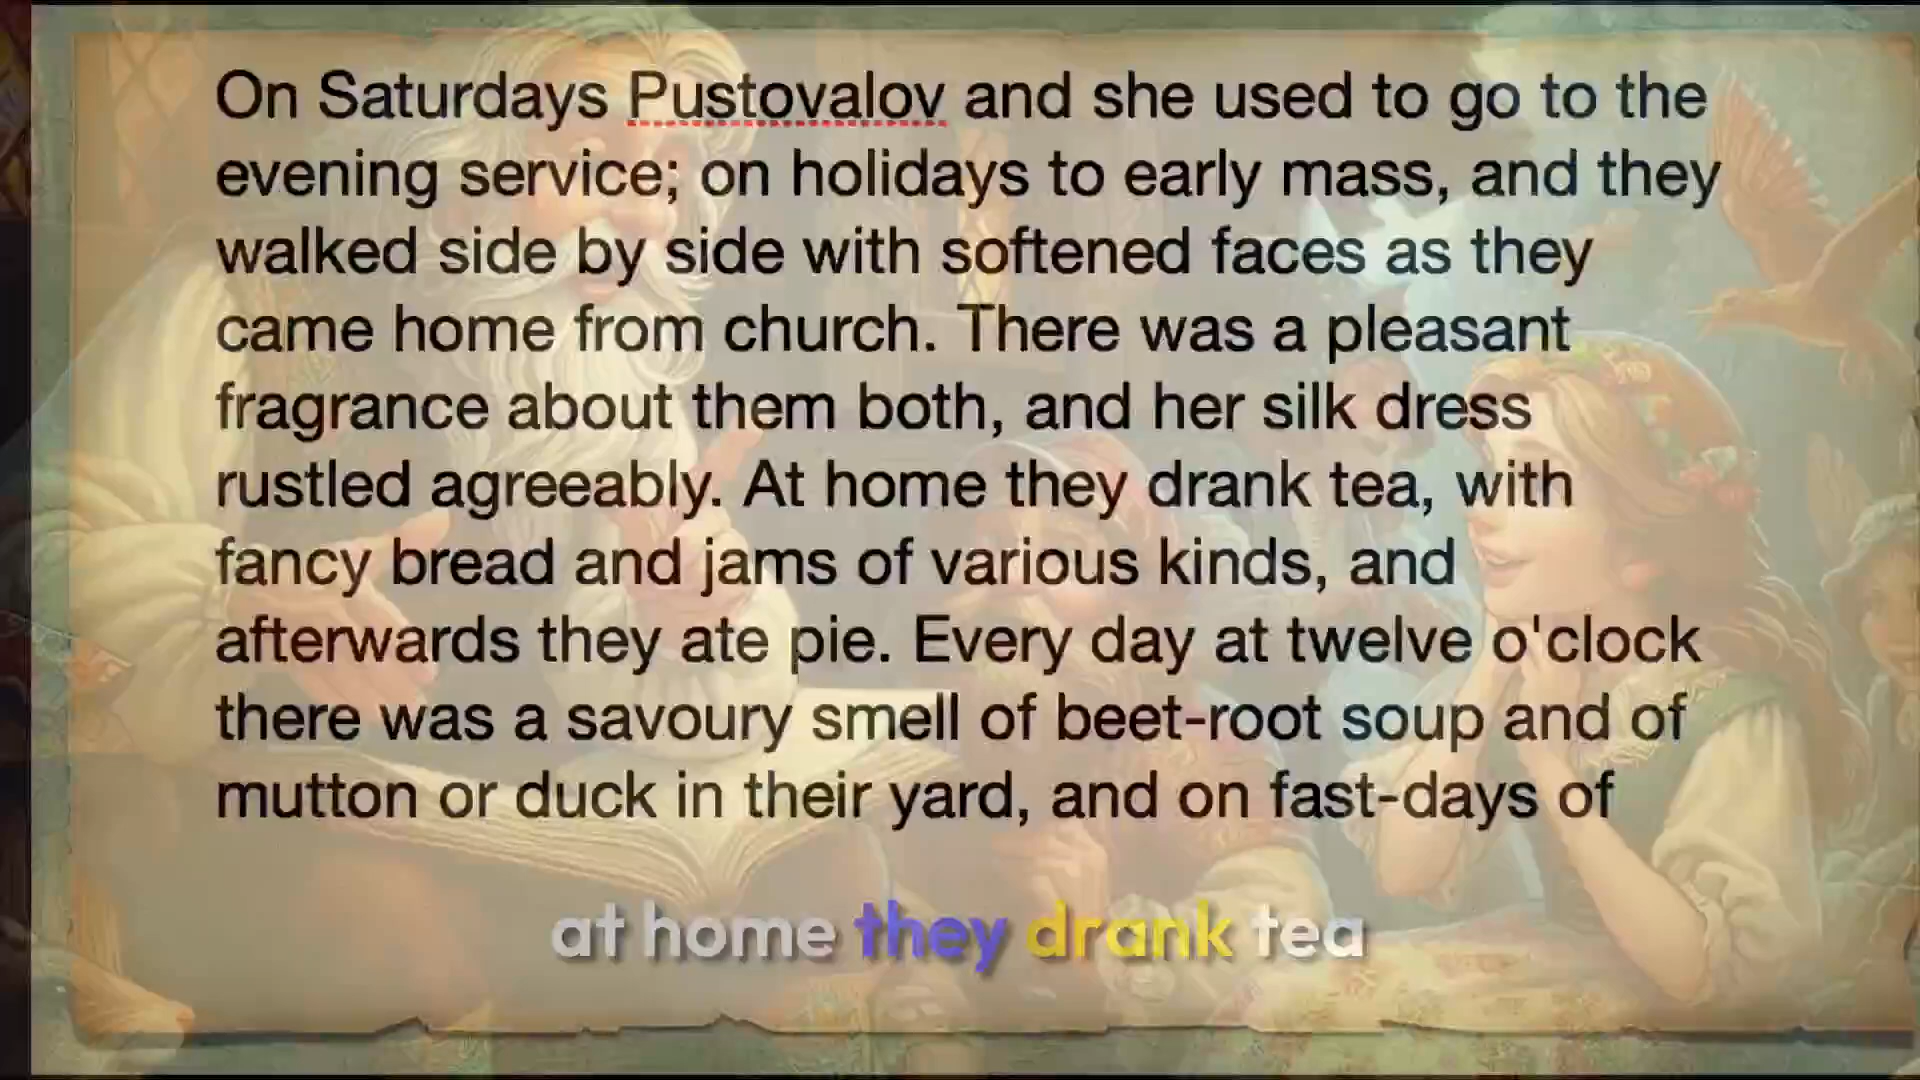 On Saturdays Pustovalov and she used to go to the
evening service; on holidays to early mass, and they
walked side by side with softened faces as they
came home from church. There was a pleasant
fragrance about them both, and her silk dress
rustled agreeably. At home they drank tea, with
fancy bread and jams of various kinds, and
afterwards they ate pie. Every day at twelve o'clock
there was a savoury smell of beet-root soup and of
mutton or duck in their yard, and on fast-days of
at home they drank tea